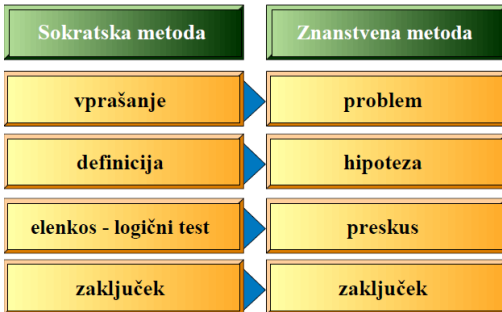 Sokratska metoda Znanstvena metoda
vprašanje problem
definicija hipoteza
elenkos - logični test preskus
zaključek zaključek